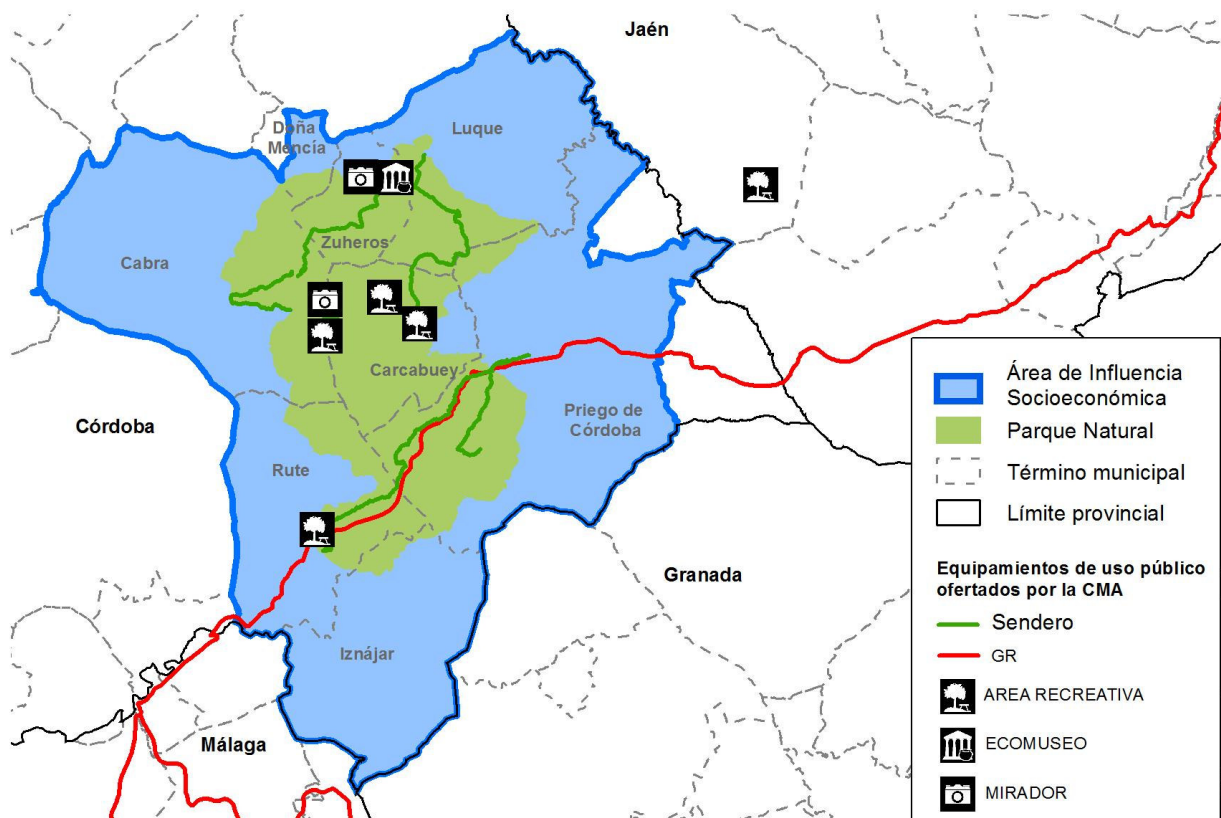 Jaén
Doña
Mencía
Luque
Zuheros
Cabra
Carcabuey
Priego de
Córdoba
Córdoba
Rute
Granada
Iznájar
Málaga
Área de Influencia
Socioeconómica
Parque Natural
Término municipal
Límite provincial
Equipamientos de uso público
ofertados por la CMA
Sendero
GR
AREA RECREATIVA
ECOMUSEO
MIRADOR